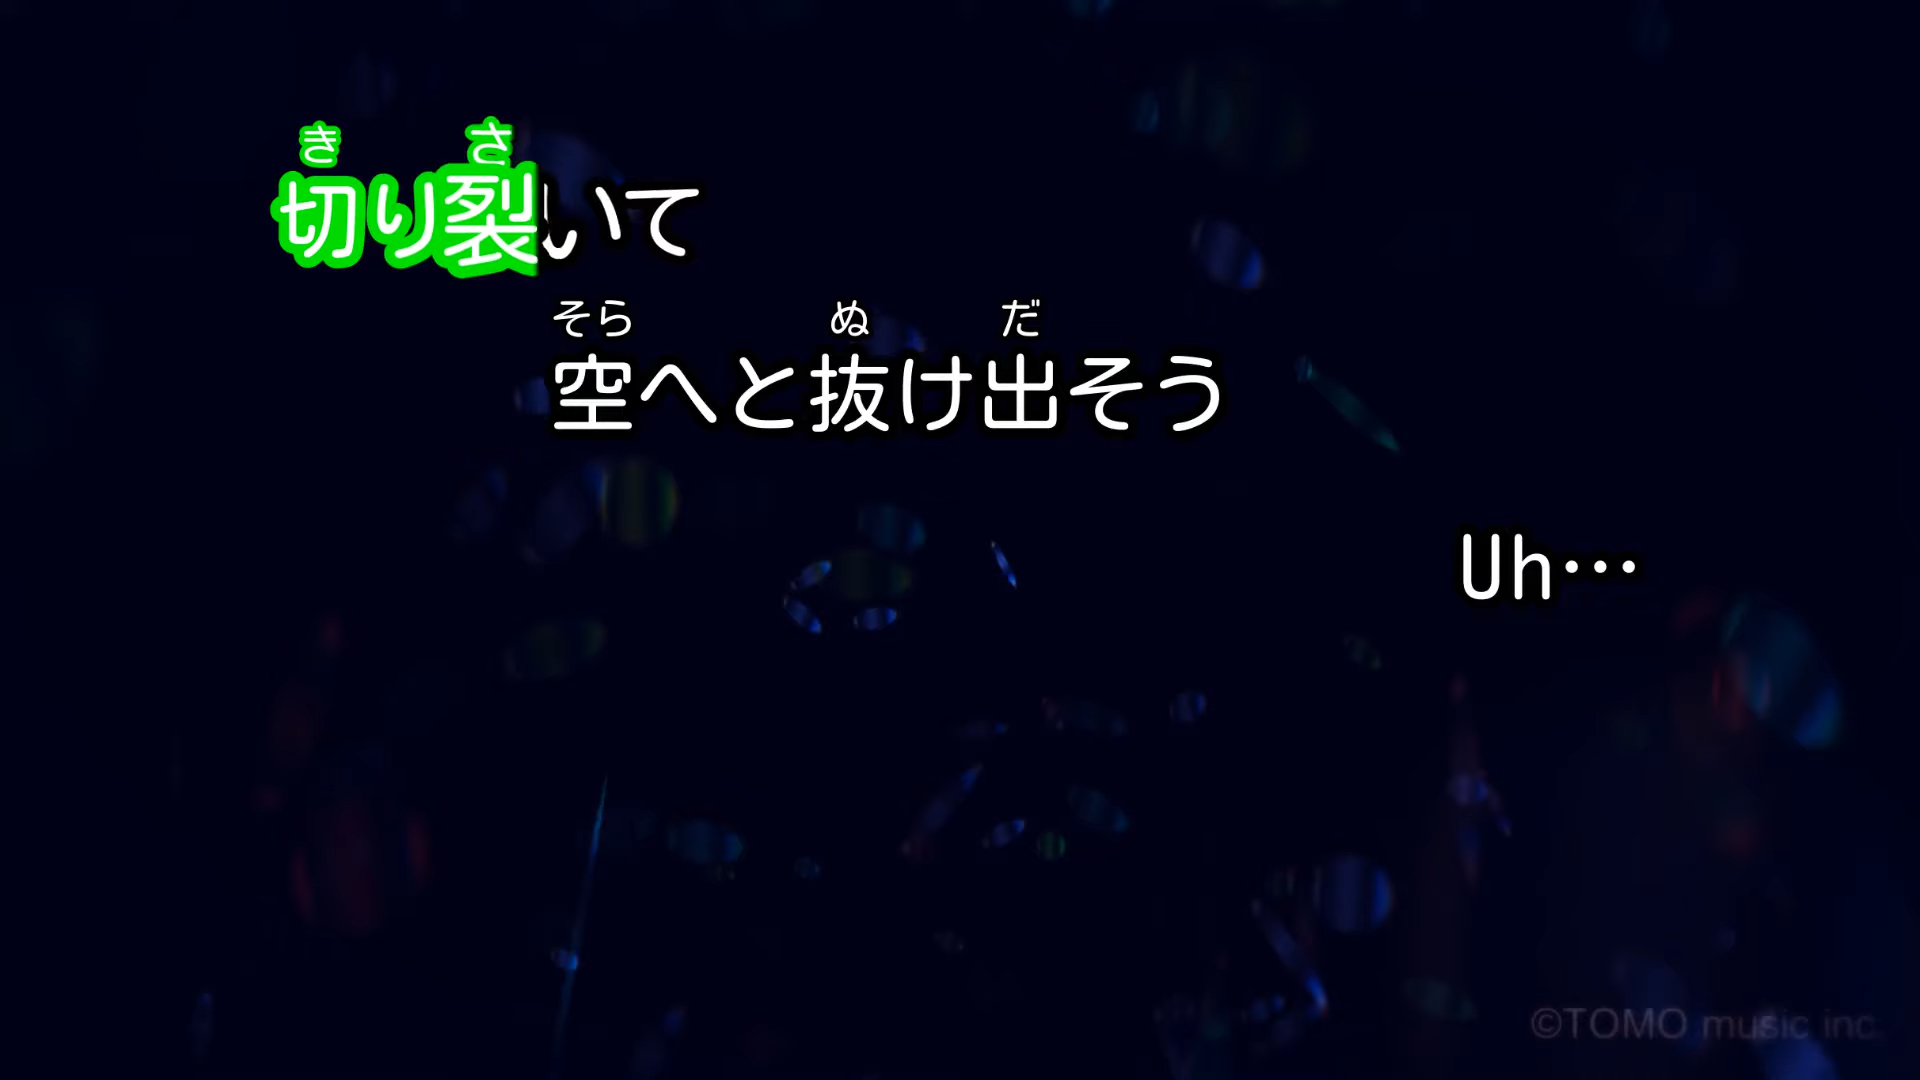 き さ
切り裂いて
そら ぬ だ
空へと抜け出そう
Uh…
©TOMO music inc.